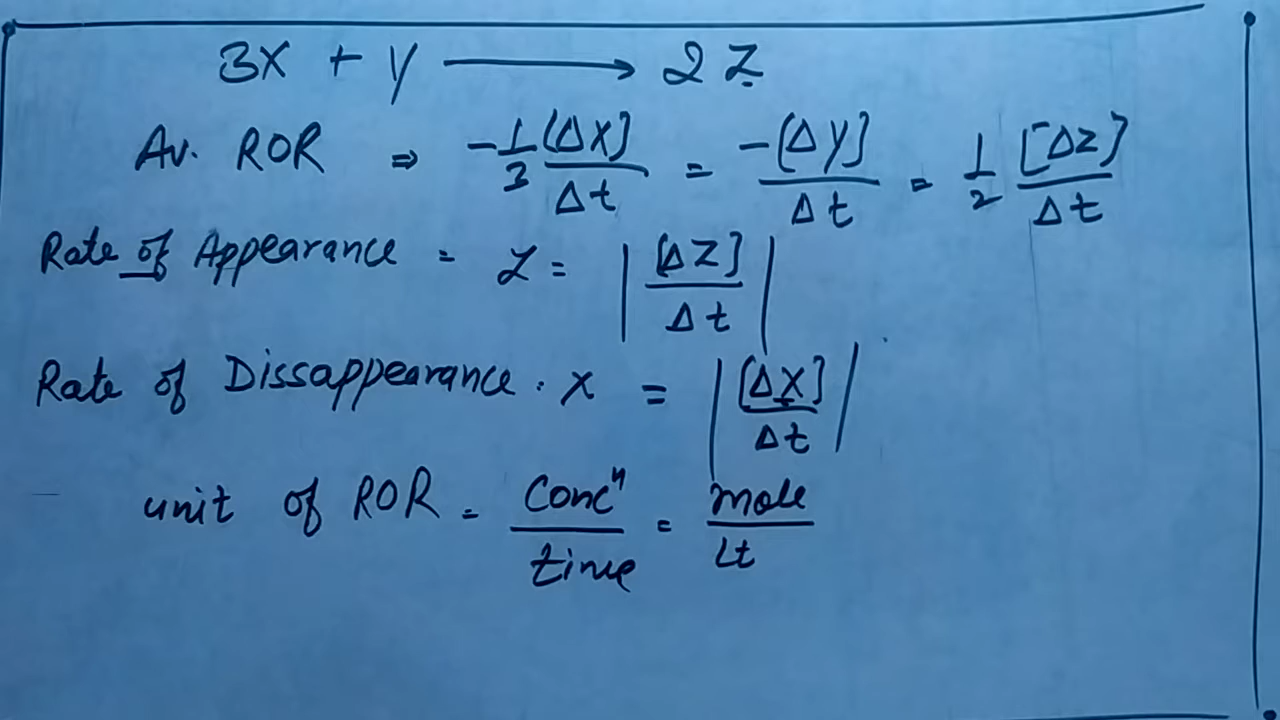 3X + y ⟶ 2 Z
Av. ROR ⇒ -1/3 [ΔX]/Δt = -[Δy]/Δt = 1/2 [Δz]/Δt
Rate of Appearance = Z = | [ΔZ]/Δt |
Rate of Dissappearance . X = | [ΔX]/Δt |
unit of ROR = Concⁿ/time = mole/Lt